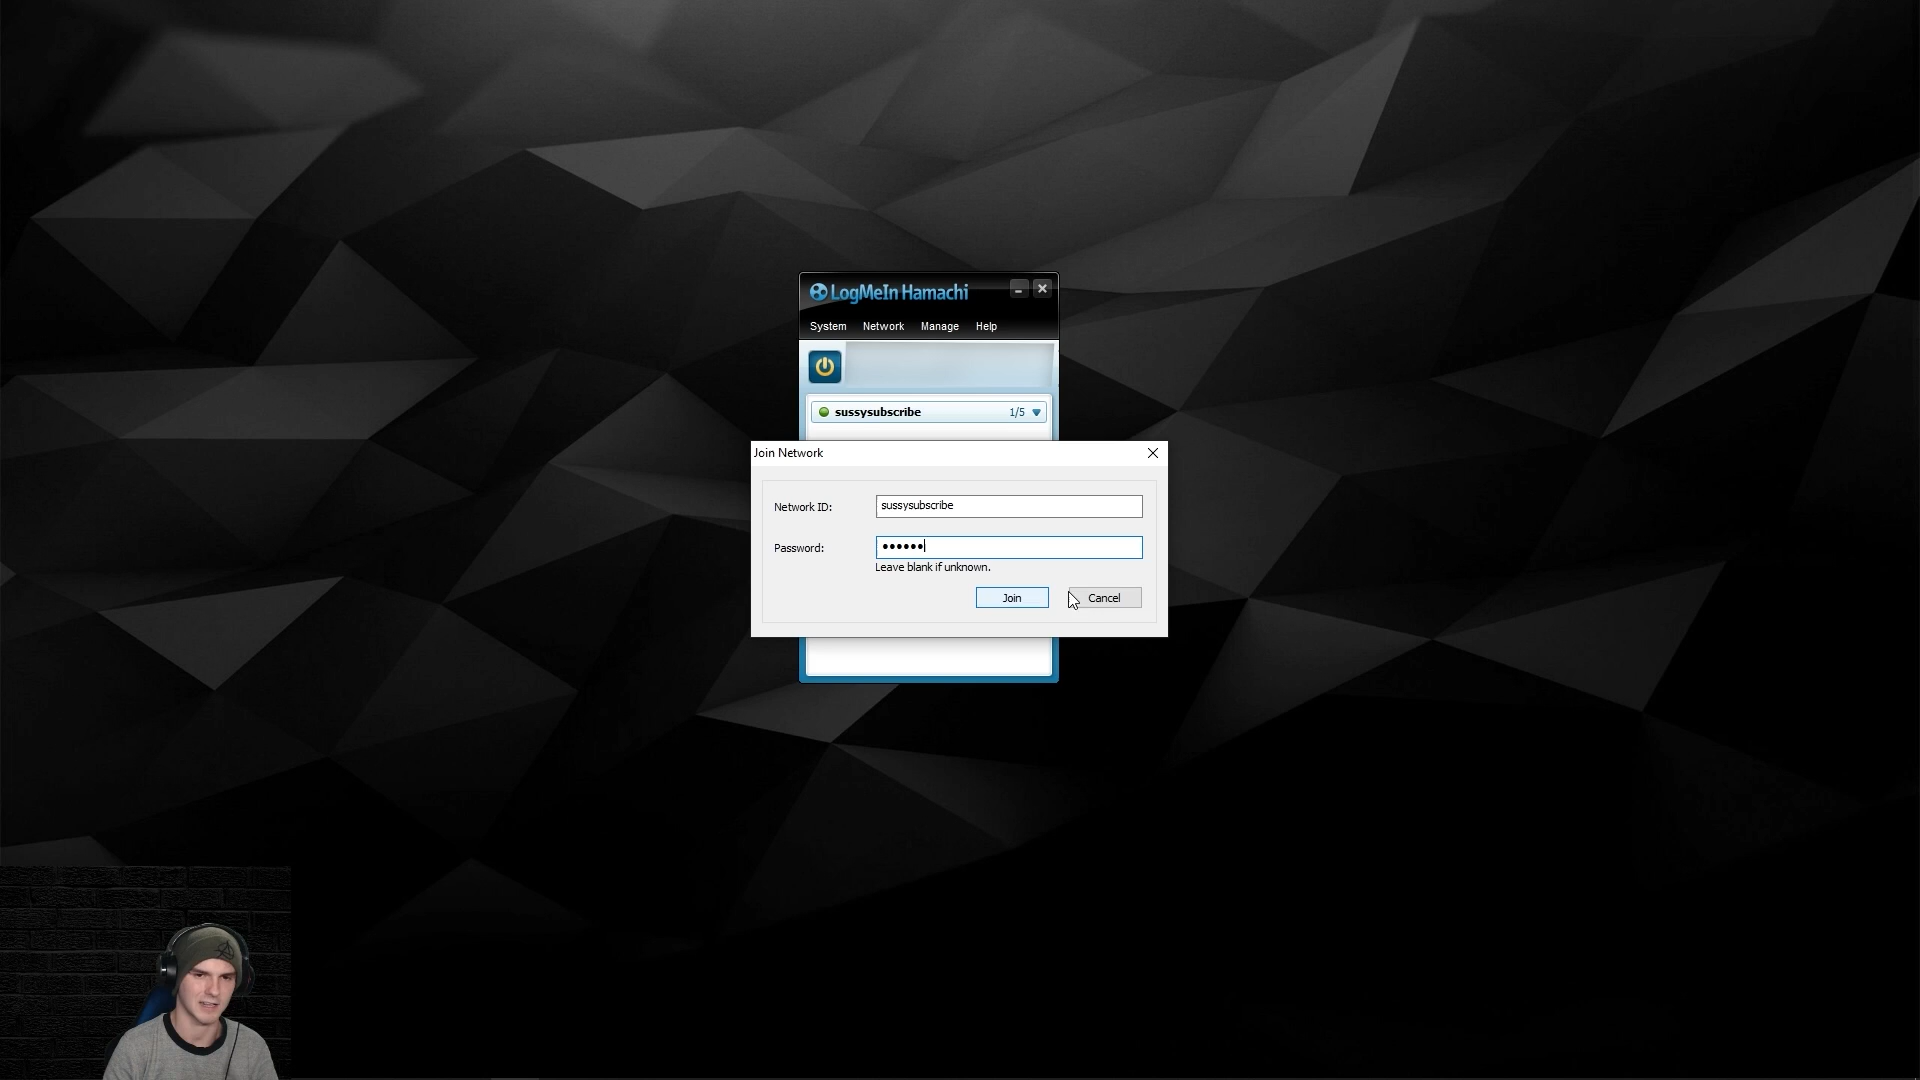 LogMeIn Hamachi
System Network Manage Help
sussysubscribe 1/5
Join Network
Network ID: sussysubscribe
Password: ••••••
Leave blank if unknown.
Join Cancel